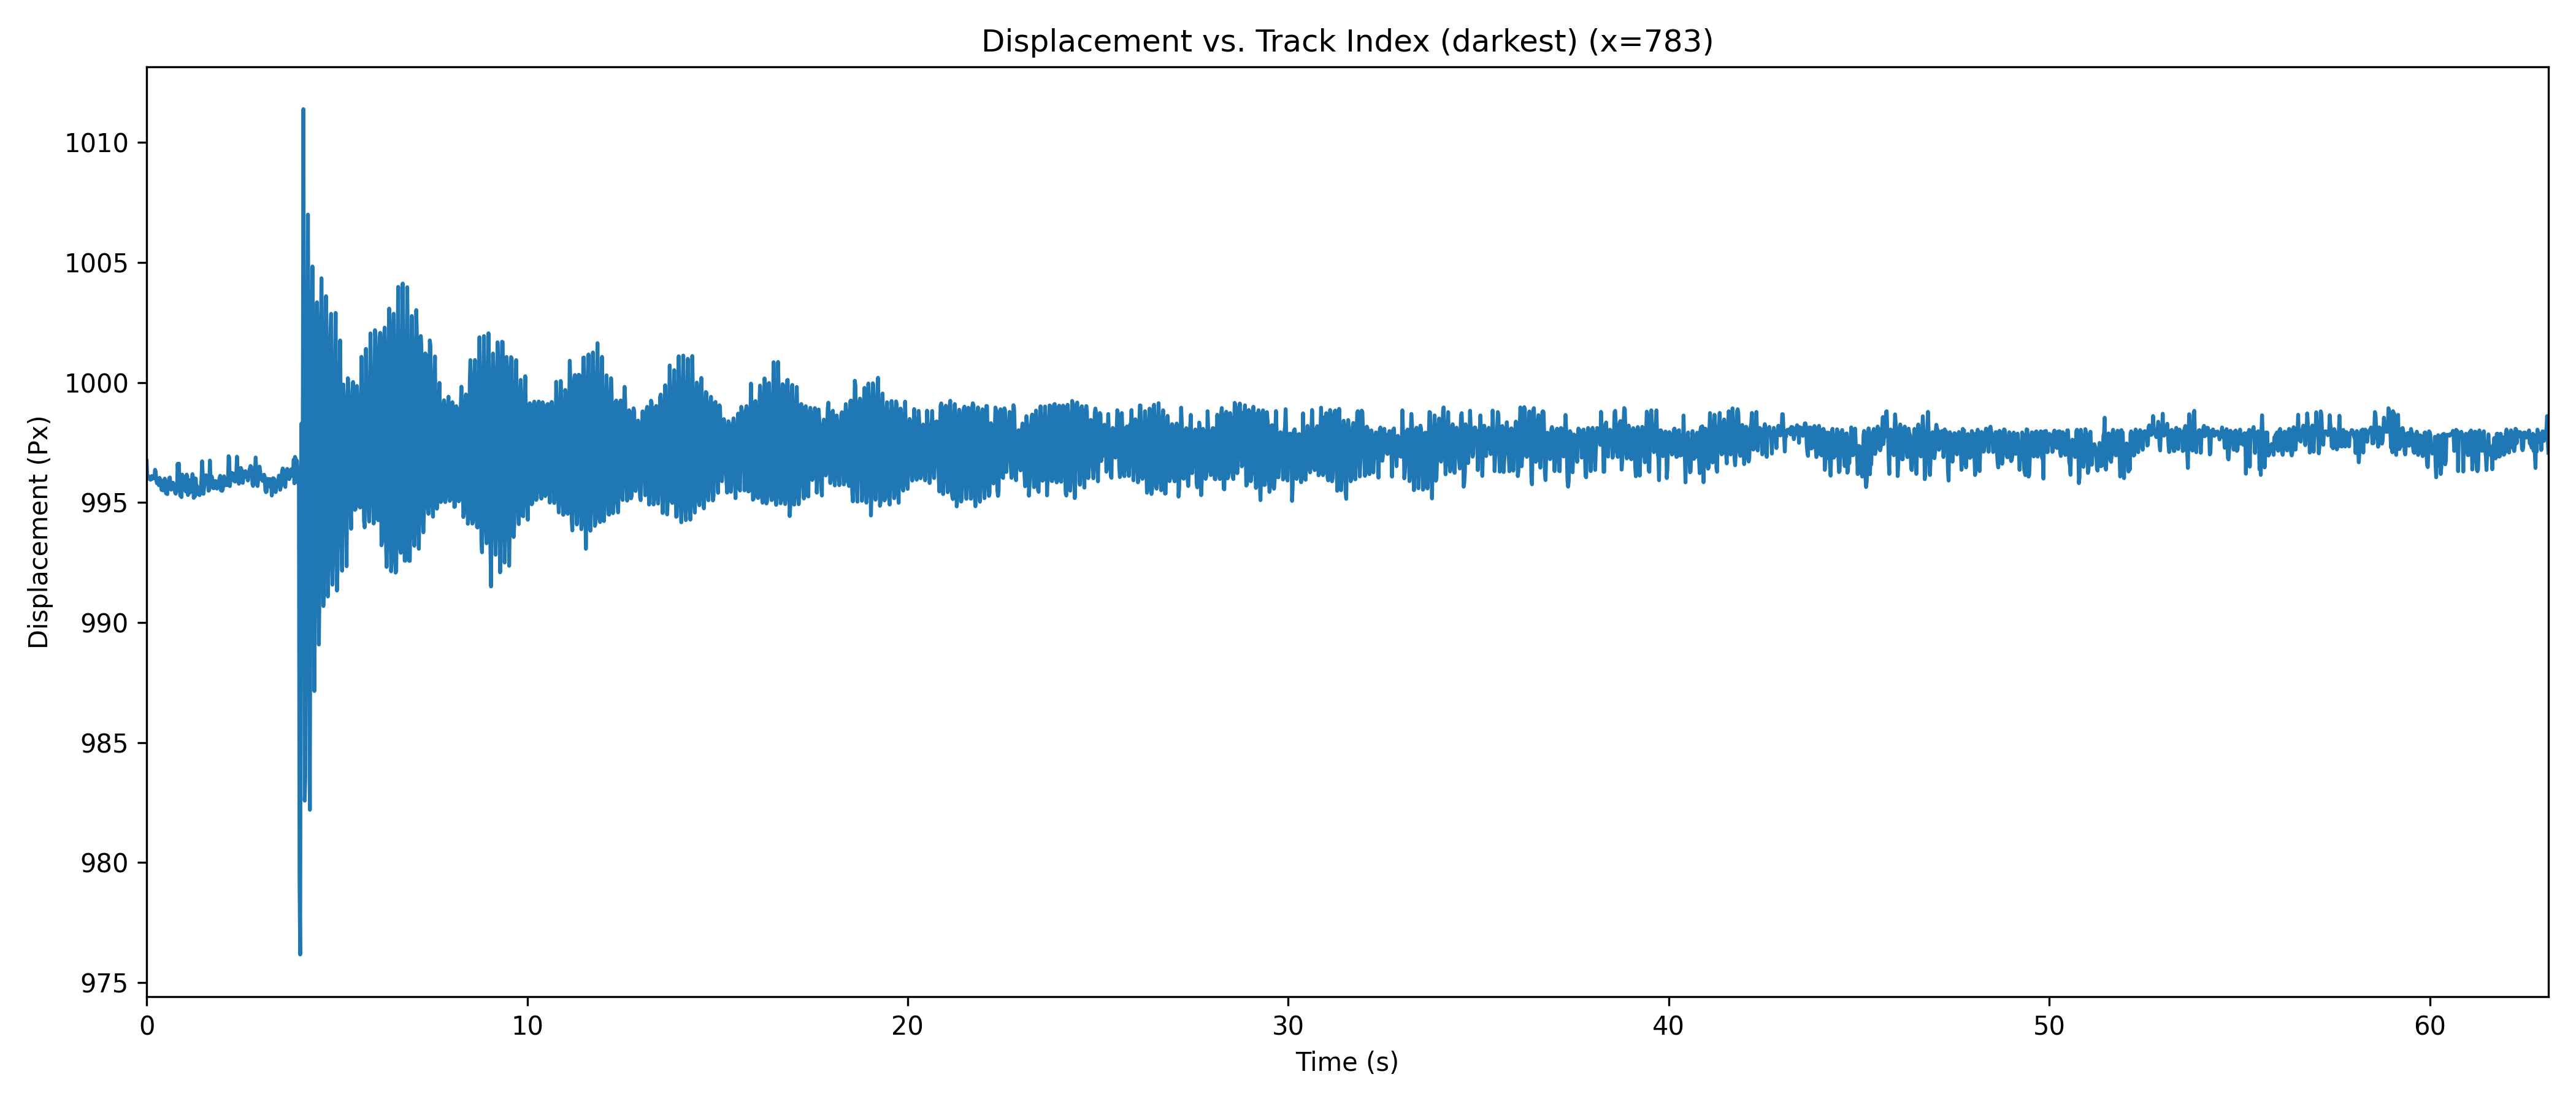 Displacement vs. Track Index (darkest) (x=783)
1010
1005
1000
995
990
985
980
975
Displacement (Px)
0 10 20 30 40 50 60
Time (s)